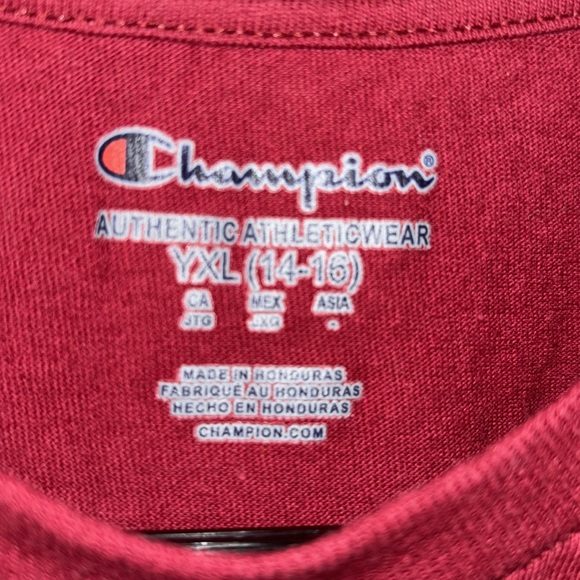 Champion®
AUTHENTIC ATHLETICWEAR
YXL (14-16)
CA MEX ASIA
JTG JXG -
MADE IN HONDURAS
FABRIQUÉ AU HONDURAS
HECHO EN HONDURAS
CHAMPION.COM